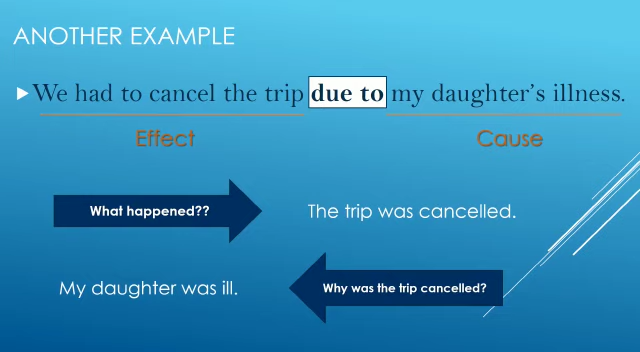 ANOTHER EXAMPLE
We had to cancel the trip due to my daughter's illness.
Effect Cause
What happened?? The trip was cancelled.
My daughter was ill. Why was the trip cancelled?